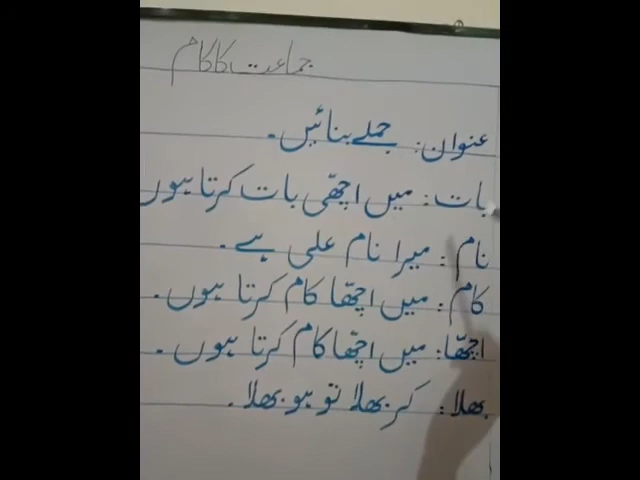 جماعت کا کام
عنوان: جملے بنائیں۔
بات: میں اچھی بات کرتا ہوں
نام: میرا نام علی ہے۔
کام: میں اچھا کام کرتا ہوں۔
اچھا: میں اچھا کام کرتا ہوں۔
بھلا: کر بھلا تو ہو بھلا۔